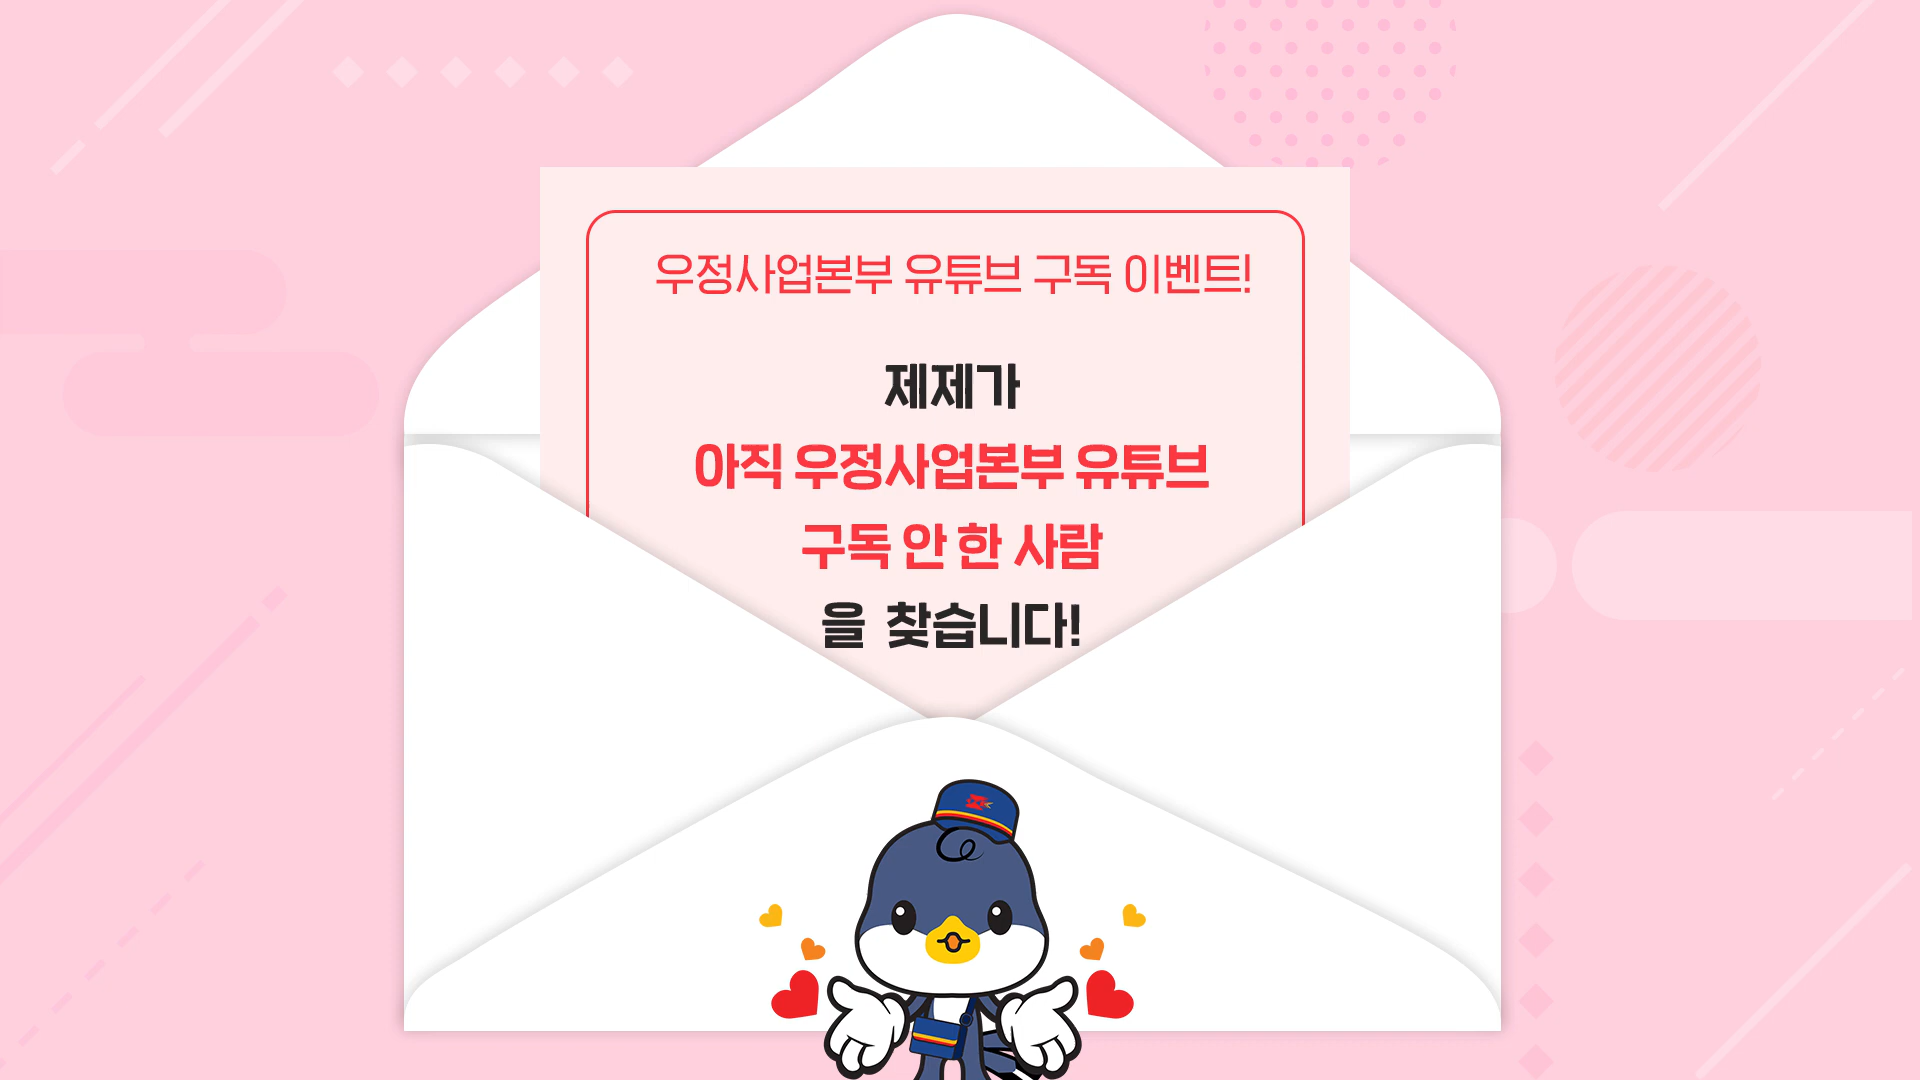 우정사업본부 유튜브 구독 이벤트!
제제가
아직 우정사업본부 유튜브
구독 안 한 사람
을 찾습니다!